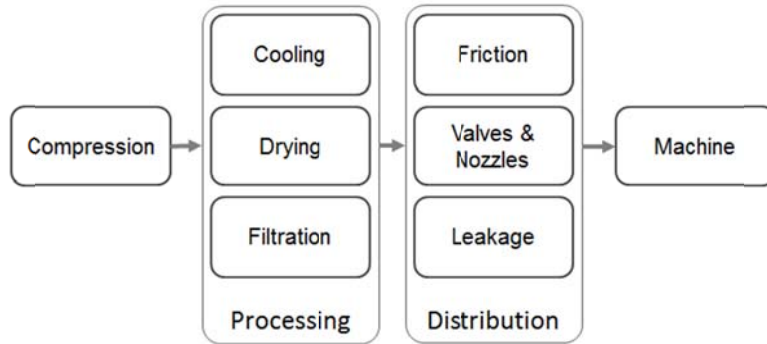 Compression
Cooling
Drying
Filtration
Processing
Friction
Valves &
Nozzles
Leakage
Distribution
Machine